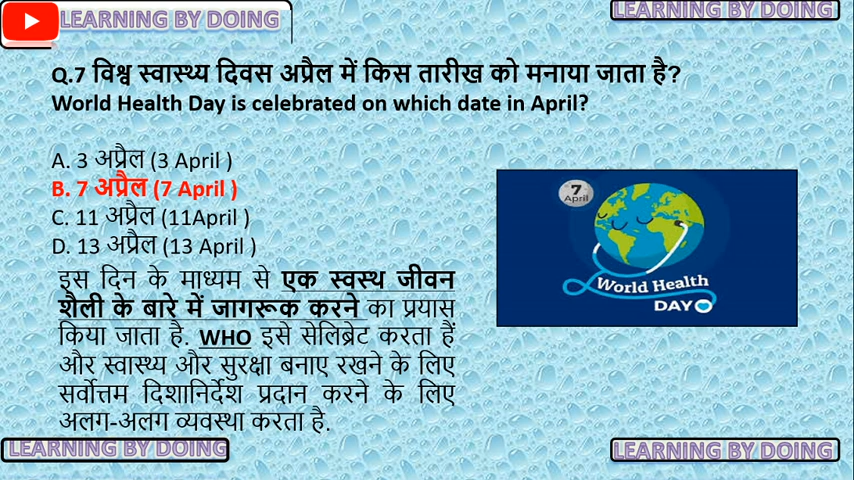 LEARNING BY DOING
LEARNING BY DOING
Q.7 विश्व स्वास्थ्य दिवस अप्रैल में किस तारीख को मनाया जाता है?
World Health Day is celebrated on which date in April?
A. 3 अप्रैल (3 April )
B. 7 अप्रैल (7 April )
C. 11 अप्रैल (11April )
D. 13 अप्रैल (13 April )
इस दिन के माध्यम से एक स्वस्थ जीवन
शैली के बारे में जागरूक करने का प्रयास
किया जाता है. WHO इसे सेलिब्रेट करता हैं
और स्वास्थ्य और सुरक्षा बनाए रखने के लिए
सर्वोत्तम दिशानिर्देश प्रदान करने के लिए
अलग-अलग व्यवस्था करता है.
7
April
World Health
DAY
LEARNING BY DOING
LEARNING BY DOING